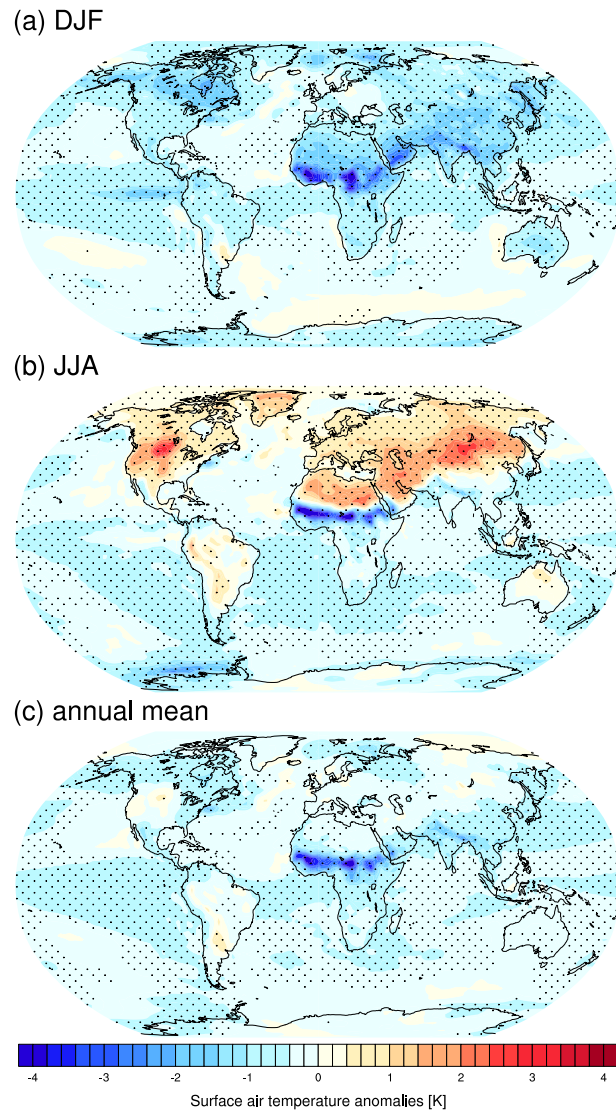 (a) DJF
(b) JJA
(c) annual mean
-4 -3 -2 -1 0 1 2 3 4
Surface air temperature anomalies [K]